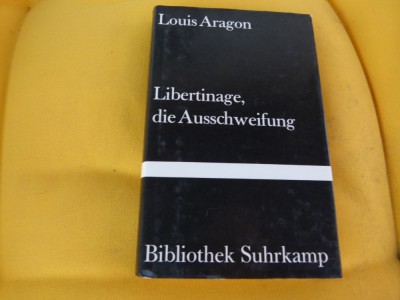 Louis Aragon
Libertinage,
die Ausschweifung
Bibliothek Suhrkamp